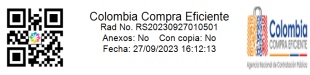 Colombia Compra Eficiente
Rad No. RS20230927010501
Anexos: No Con copia: No
Fecha: 27/09/2023 16:12:13
Colombia
COMPRA EFICIENTE
Agencia Nacional de Contratación Pública